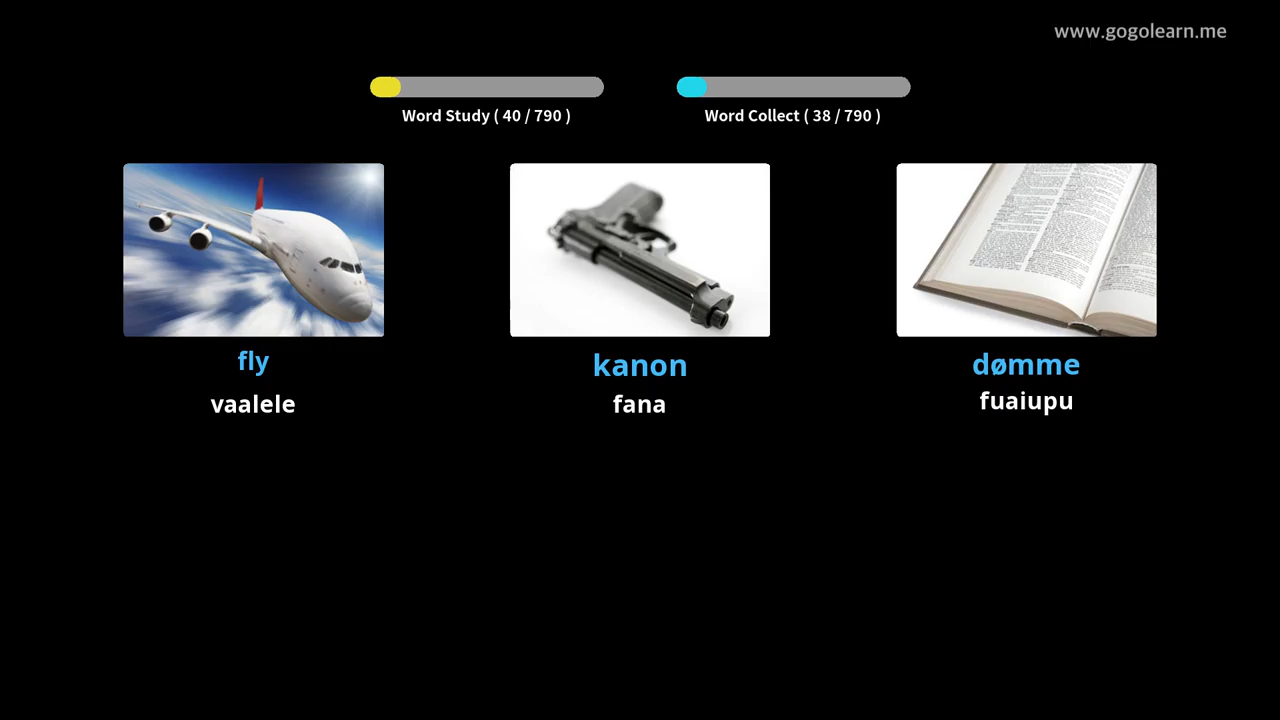 www.gogolearn.me
Word Study ( 40 / 790 )
Word Collect ( 38 / 790 )
fly
kanon
dømme
vaalele
fana
fuaiupu